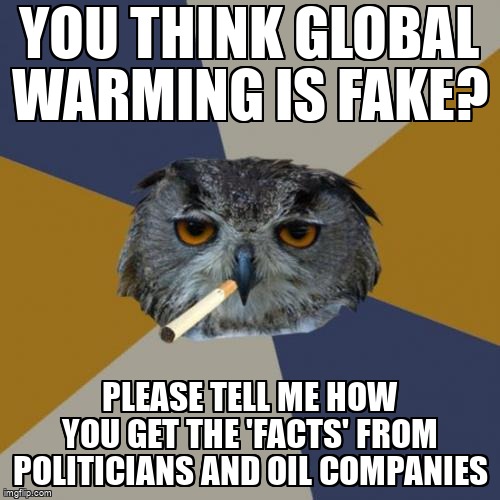 YOU THINK GLOBAL
WARMING IS FAKE?
PLEASE TELL ME HOW
YOU GET THE 'FACTS' FROM
POLITICIANS AND OIL COMPANIES
imgflip.com